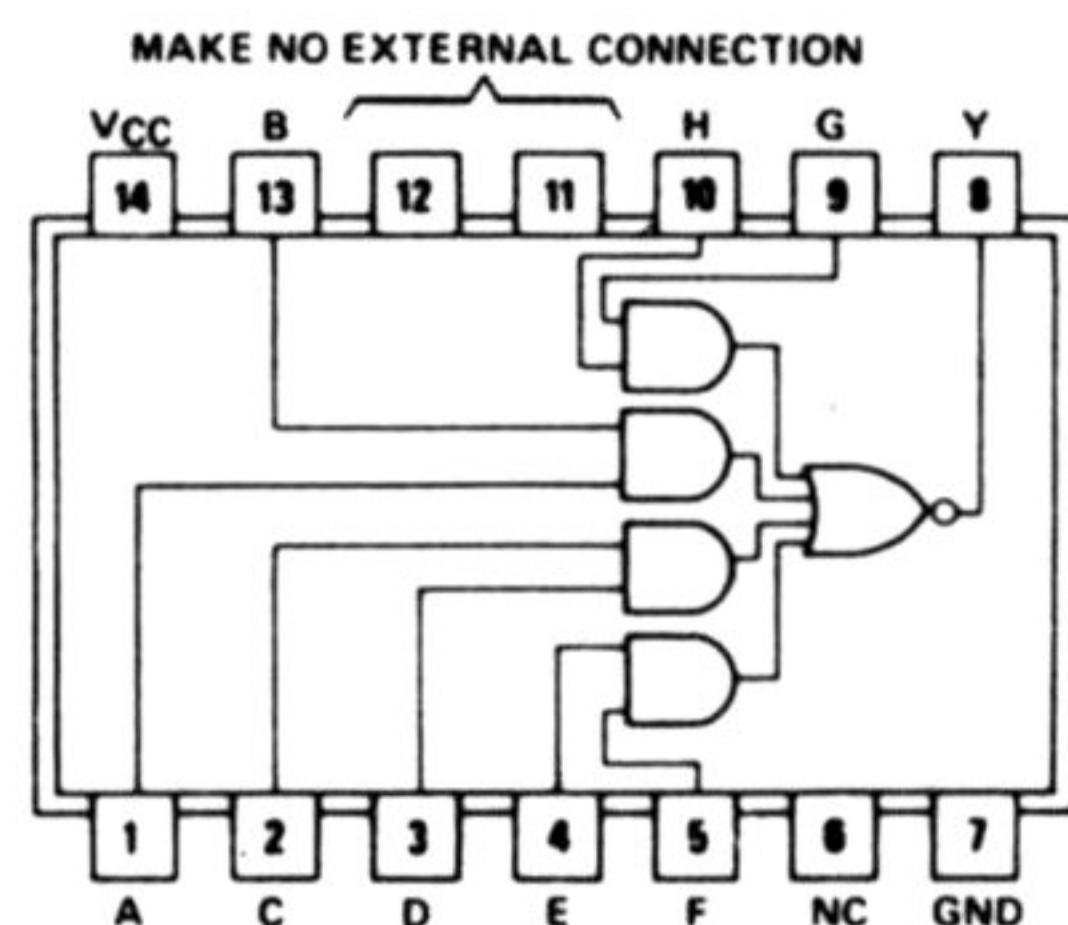 MAKE NO EXTERNAL CONNECTION
VCC B H G Y
14 13 12 11 10 9 8
1 2 3 4 5 6 7
A C D E F NC GND